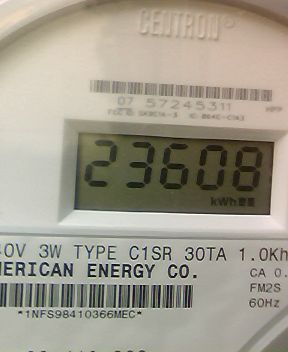 CENTRON
07 57245311
23608
kWh
40V 3W TYPE C1SR 30TA 1.0Kh
MERICAN ENERGY CO.
CA 0.
FM2S
60Hz
*1NFS98410366MEC*